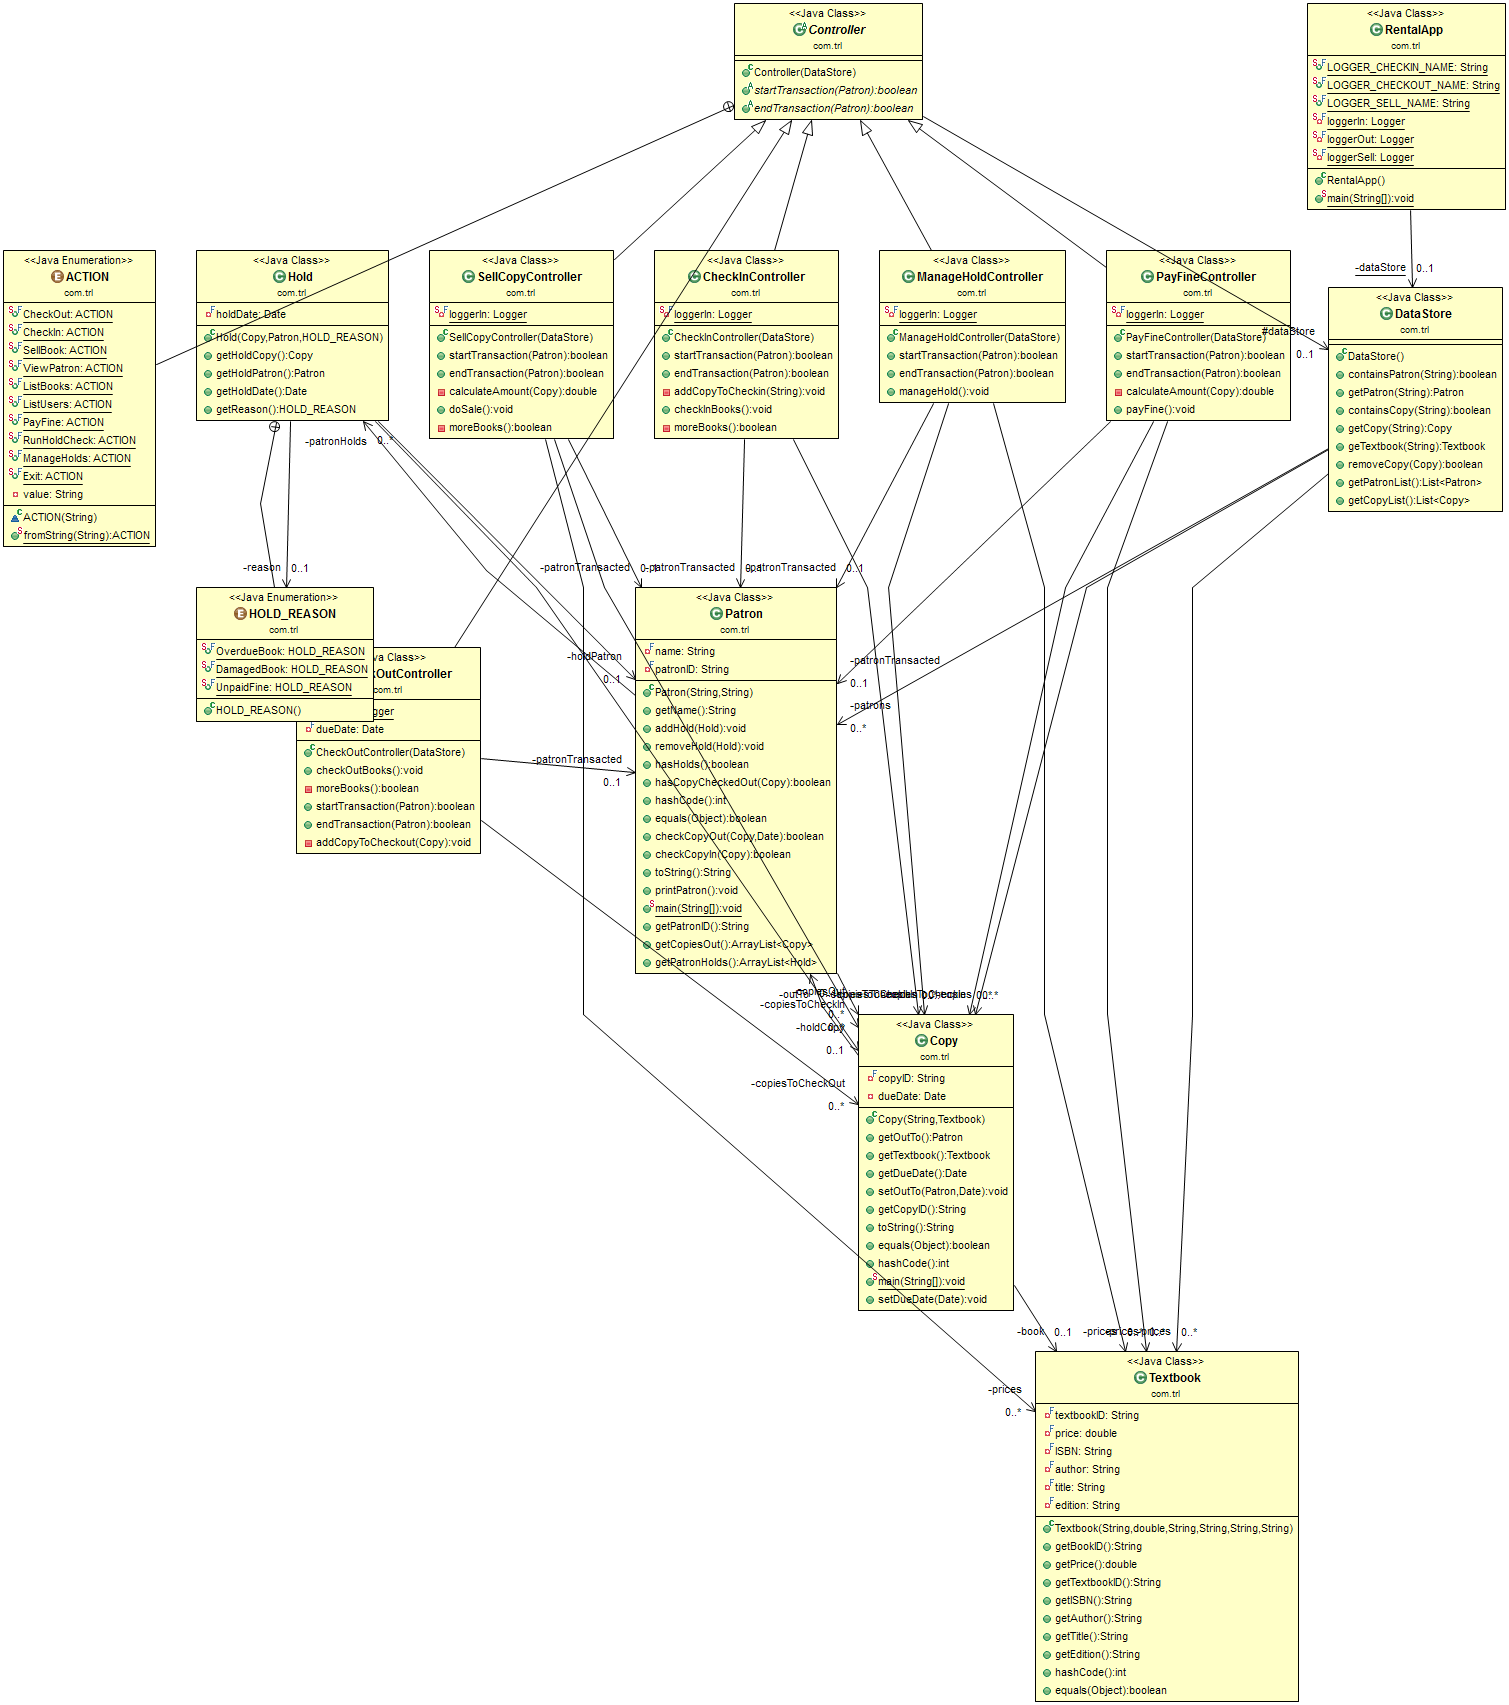 <<Java Class>>
Controller
com.trl
Controller(DataStore)
startTransaction(Patron):boolean
endTransaction(Patron):boolean
<<Java Class>>
RentalApp
com.trl
LOGGER_CHECKIN_NAME: String
LOGGER_CHECKOUT_NAME: String
LOGGER_SELL_NAME: String
loggerIn: Logger
loggerOut: Logger
loggerSell: Logger
RentalApp()
main(String[]):void
-dataStore 0..1
<<Java Enumeration>>
ACTION
com.trl
CheckOut: ACTION
CheckIn: ACTION
SellBook: ACTION
ViewPatron: ACTION
ListBooks: ACTION
ListUsers: ACTION
PayFine: ACTION
RunHoldCheck: ACTION
ManageHolds: ACTION
Exit: ACTION
value: String
ACTION(String)
fromString(String):ACTION
<<Java Class>>
Hold
com.trl
holdDate: Date
Hold(Copy,Patron,HOLD_REASON)
getHoldCopy():Copy
getHoldPatron():Patron
getHoldDate():Date
getReason():HOLD_REASON
-patronHolds 0..*
<<Java Class>>
SellCopyController
com.trl
loggerIn: Logger
SellCopyController(DataStore)
startTransaction(Patron):boolean
endTransaction(Patron):boolean
calculateAmount(Copy):double
doSale():void
moreBooks():boolean
<<Java Class>>
CheckInController
com.trl
loggerIn: Logger
CheckInController(DataStore)
startTransaction(Patron):boolean
endTransaction(Patron):boolean
addCopyToCheckin(String):void
checkInBooks():void
moreBooks():boolean
<<Java Class>>
ManageHoldController
com.trl
loggerIn: Logger
ManageHoldController(DataStore)
startTransaction(Patron):boolean
endTransaction(Patron):boolean
manageHold():void
<<Java Class>>
PayFineController
com.trl
loggerIn: Logger
PayFineController(DataStore)
startTransaction(Patron):boolean
endTransaction(Patron):boolean
calculateAmount(Copy):double
payFine():void
#dataStore
0..1
<<Java Class>>
DataStore
com.trl
DataStore()
containsPatron(String):boolean
getPatron(String):Patron
containsCopy(String):boolean
getCopy(String):Copy
geTextbook(String):Textbook
removeCopy(Copy):boolean
getPatronList():List<Patron>
getCopyList():List<Copy>
-reason 0..1
-patronTransacted 0..1
-patronTransacted
-patronTransacted 0..1
<<Java Enumeration>>
HOLD_REASON
com.trl
OverdueBook: HOLD_REASON
DamagedBook: HOLD_REASON
UnpaidFine: HOLD_REASON
HOLD_REASON()
va Class>>
kOutController
com.trl
gger
dueDate: Date
CheckOutController(DataStore)
checkOutBooks():void
moreBooks():boolean
startTransaction(Patron):boolean
endTransaction(Patron):boolean
addCopyToCheckout(Copy):void
-holdPatron
0..1
-patronTransacted
0..1
<<Java Class>>
Patron
com.trl
name: String
patronID: String
Patron(String,String)
getName():String
addHold(Hold):void
removeHold(Hold):void
hasHolds():boolean
hasCopyCheckedOut(Copy):boolean
hashCode():int
equals(Object):boolean
checkCopyOut(Copy,Date):boolean
checkCopyIn(Copy):boolean
toString():String
printPatron():void
main(String[]):void
getPatronID():String
getCopiesOut():ArrayList<Copy>
getPatronHolds():ArrayList<Hold>
-patronTransacted
0..1
-patrons
0..*
-copiesOut
-copiesToCheckIn
0..*
-holdCopy
0..1
-copiesToCheckOut
0..*
<<Java Class>>
Copy
com.trl
copyID: String
dueDate: Date
Copy(String,Textbook)
getOutTo():Patron
getTextbook():Textbook
getDueDate():Date
setOutTo(Patron,Date):void
getCopyID():String
toString():String
equals(Object):boolean
hashCode():int
main(String[]):void
setDueDate(Date):void
-book 0..1
-prices
-prices
-prices 0..*
-prices
0..*
<<Java Class>>
Textbook
com.trl
textbookID: String
price: double
ISBN: String
author: String
title: String
edition: String
Textbook(String,double,String,String,String,String)
getBookID():String
getPrice():double
getTextbookID():String
getISBN():String
getAuthor():String
getTitle():String
getEdition():String
hashCode():int
equals(Object):boolean